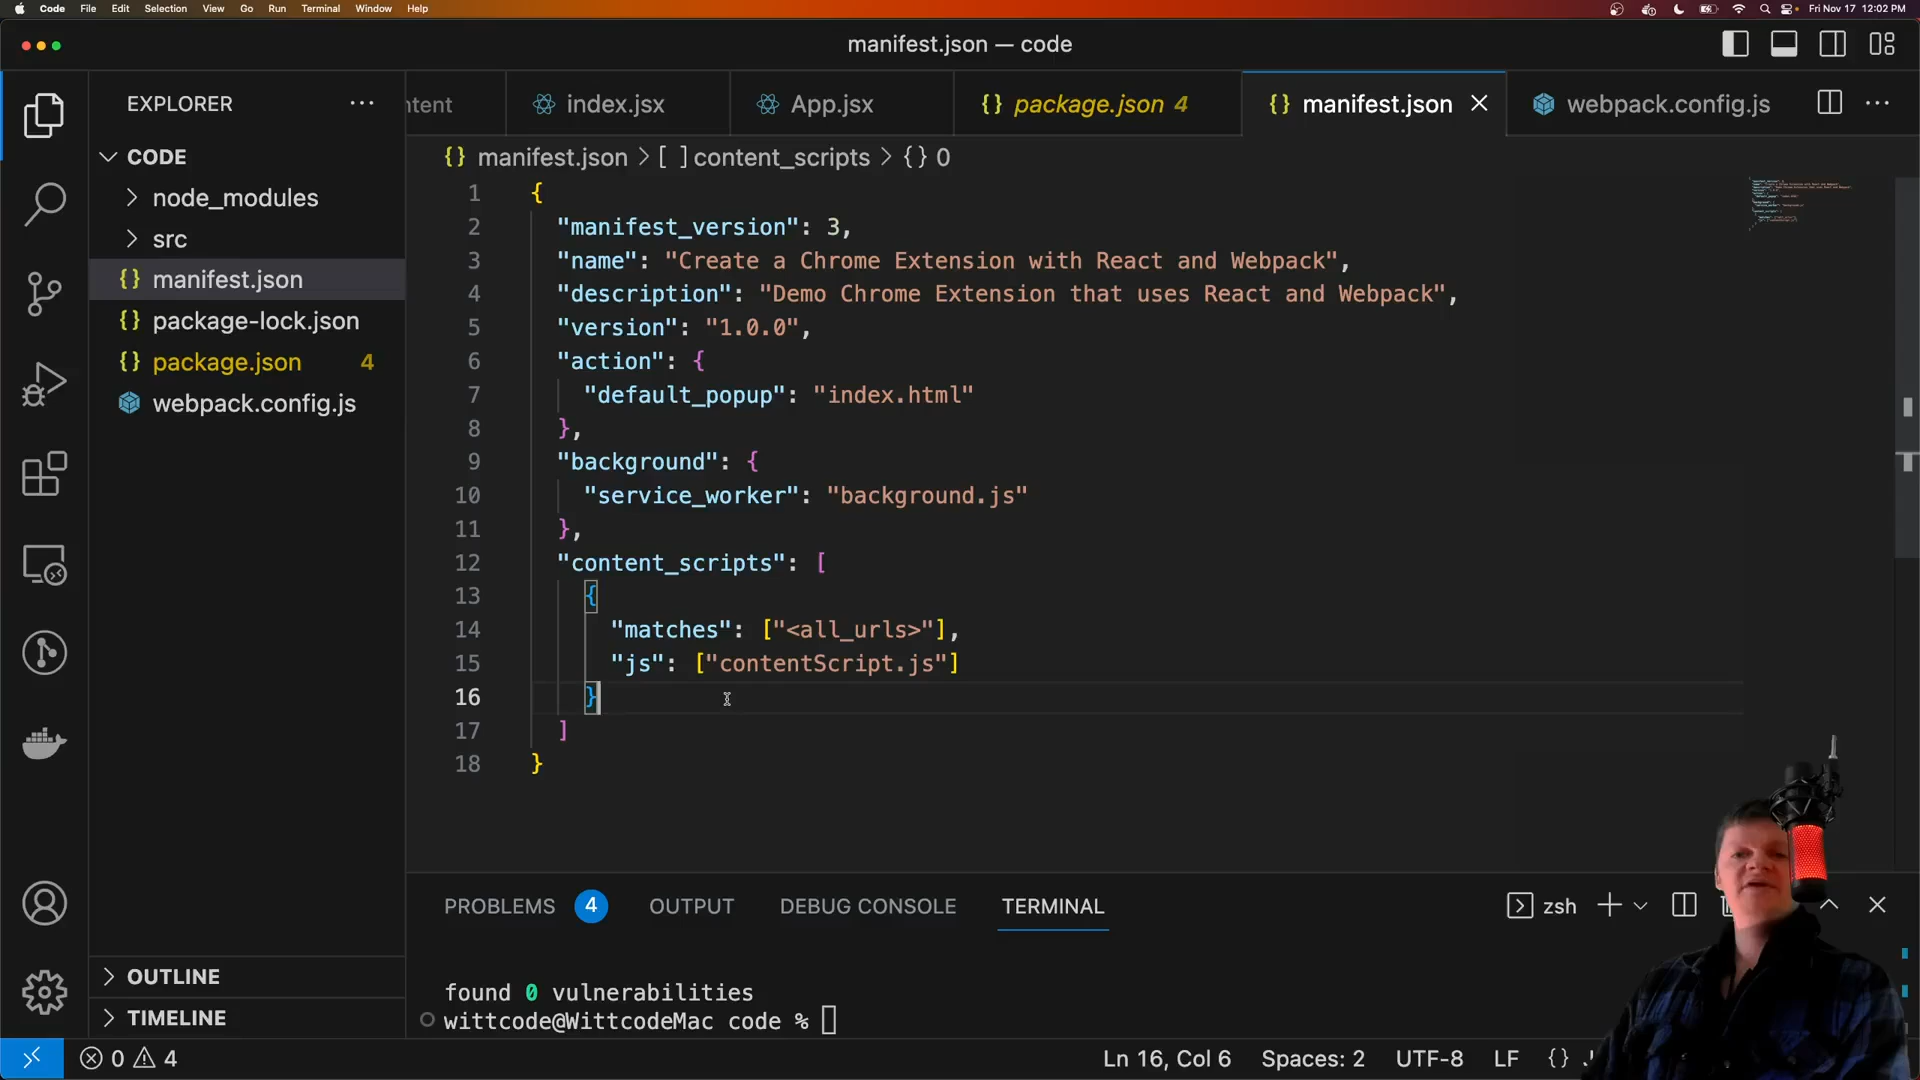 Code File Edit Selection View Go Run Terminal Window Help Fri Nov 17 12:02 PM
manifest.json — code
EXPLORER
ntent
index.jsx
App.jsx
{} package.json 4
{} manifest.json
webpack.config.js
CODE
node_modules
src
{} manifest.json
{} package-lock.json
{} package.json 4
webpack.config.js
OUTLINE
TIMELINE
{} manifest.json > [ ] content_scripts > {} 0
1 {
2 "manifest_version": 3,
3 "name": "Create a Chrome Extension with React and Webpack",
4 "description": "Demo Chrome Extension that uses React and Webpack",
5 "version": "1.0.0",
6 "action": {
7 "default_popup": "index.html"
8 },
9 "background": {
10 "service_worker": "background.js"
11 },
12 "content_scripts": [
13 {
14 "matches": ["<all_urls>"],
15 "js": ["contentScript.js"]
16 }
17 ]
18 }
PROBLEMS 4 OUTPUT DEBUG CONSOLE TERMINAL zsh
found 0 vulnerabilities
wittcode@WittcodeMac code %
0 4 Ln 16, Col 6 Spaces: 2 UTF-8 LF {}